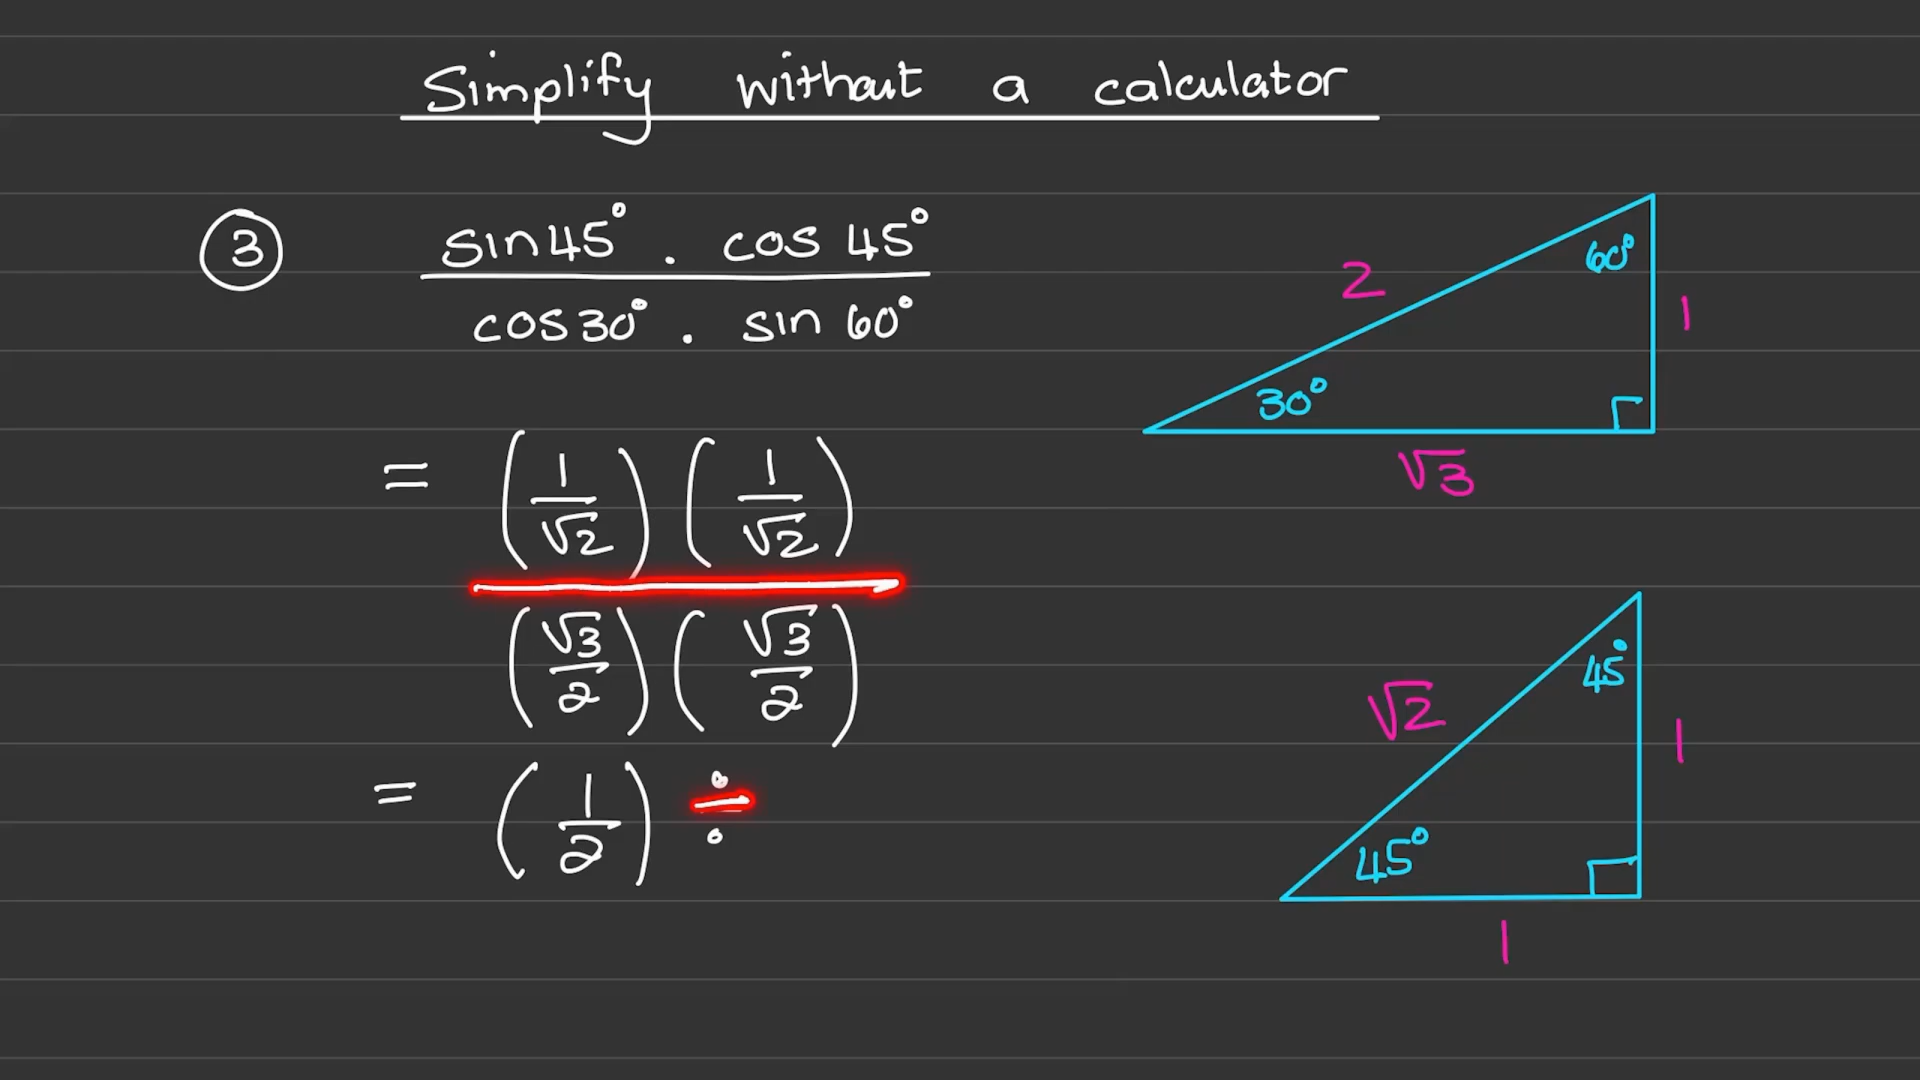 Simplify without a calculator
3
sin45° . cos 45°
cos30° . sin 60°
= (1/√2) (1/√2)
(√3/2) (√3/2)
= (1/2) ÷
60°
2
1
30°
√3
45°
√2
1
45°
1